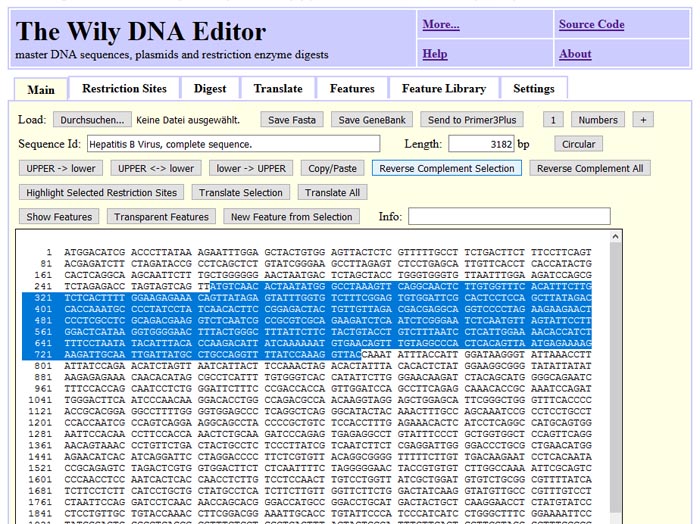 The Wily DNA Editor
master DNA sequences, plasmids and restriction enzyme digests
More... Source Code
Help About
Main Restriction Sites Digest Translate Features Feature Library Settings
Load: Durchsuchen... Keine Datei ausgewählt. Save Fasta Save GeneBank Send to Primer3Plus 1 Numbers +
Sequence Id: Hepatitis B Virus, complete sequence. Length: 3182 bp Circular
UPPER -> lower UPPER <-> lower lower -> UPPER Copy/Paste Reverse Complement Selection Reverse Complement All
Highlight Selected Restriction Sites Translate Selection Translate All
Show Features Transparent Features New Feature from Selection Info:
1 ATGGACATCG ACCCTTATAA AGAATTTGGA GCTACTGTGG AGTTACTCTC GTTTTTGCCT TCTGACTTCT TTCCTTCAGT
81 ACGAGATCTT CTAGATACCG CCTCAGCTCT GTATCGGGAA GCCTTAGAGT CTCCTGAGCA TTGTTCACCT CACCATACTG
161 CACTCAGGCA AGCAATTCTT TGCTGGGGGG AACTAATGAC TCTAGCTACC TGGGTGGGTG TTAATTTGGA AGATCCAGCG
241 TCTAGAGACC TAGTAGTCAG TTATGTCAAC ACTAATATGG GCCTAAAGTT CAGGCAACTC TTGTGGTTTC ACATTTCTTG
321 TCTCACTTTT GGAAGAGAAA CAGTTATAGA GTATTTGGTG TCTTTCGGAG TGTGGATTCG CACTCCTCCA GCTTATAGAC
401 CACCAAATGC CCCTATCCTA TCAACACTTC CGGAGACTAC TGTTGTTAGA CGACGAGGCA GGTCCCCTAG AAGAAGAACT
481 CCCTCGCCTC GCAGACGAAG GTCTCAATCG CCGCGTCGCA GAAGATCTCA ATCTCGGGAA TCTCAATGTT AGTATTCCTT
561 GGACTCATAA GGTGGGGAAC TTTACTGGGC TTTATTCTTC TACTGTACCT GTCTTTAATC CTCATTGGAA AACACCATCT
641 TTTCCTAATA TACATTTACA CCAAGACATT ATCAAAAAAT GTGAACAGTT TGTAGGCCCA CTCACAGTTA ATGAGAAAAG
721 AAGATTGCAA TTGATTATGC CTGCCAGGTT TTATCCAAAG GTTACCAAAT ATTTACCATT GGATAAGGGT ATTAAACCTT
801 ATTATCCAGA ACATCTAGTT AATCATTACT TCCAAACTAG ACACTATTTA CACACTCTAT GGAAGGCGGG TATATTATAT
881 AAGAGAGAAA CAACACATAG CGCCTCATTT TGTGGGTCAC CATATTCTTG GGAACAAGAT CTACAGCATG GGGCAGAATC
961 TTTCCACCAG CAATCCTCTG GGATTCTTTC CCGACCACCA GTTGGATCCA GCCTTCAGAG CAAACACCGC AAATCCAGAT
1041 TGGGACTTCA ATCCCAACAA GGACACCTGG CCAGACGCCA ACAAGGTAGG AGCTGGAGCA TTCGGGCTGG GTTTCACCCC
1121 ACCGCACGGA GGCCTTTTGG GGTGGAGCCC TCAGGCTCAG GGCATACTAC AAACTTTGCC AGCAAATCCG CCTCCTGCCT
1201 CCACCAATCG CCAGTCAGGA AGGCAGCCTA CCCCGCTGTC TCCACCTTTG AGAAACACTC ATCCTCAGGC CATGCAGTGG
1281 AATTCCACAA CCTTCCACCA AACTCTGCAA GATCCCAGAG TGAGAGGCCT GTATTTCCCT GCTGGTGGCT CCAGTTCAGG
1361 AACAGTAAAC CCTGTTCTGA CTACTGCCTC TCCCTTATCG TCAATCTTCT CGAGGATTGG GGACCCTGCG CTGAACATGG
1441 AGAACATCAC ATCAGGATTC CTAGGACCCC TTCTCGTGTT ACAGGCGGGG TTTTTCTTGT TGACAAGAAT CCTCACAATA
1521 CCGCAGAGTC TAGACTCGTG GTGGACTTCT CTCAATTTTC TAGGGGGAAC TACCGTGTGT CTTGGCCAAA ATTCGCAGTC
1601 CCCAACCTCC AATCACTCAC CAACCTCTTG TCCTCCAACT TGTCCTGGTT ATCGCTGGAT GTGTCTGCGG CGTTTTATCA
1681 TCTTCCTCTT CATCCTGCTG CTATGCCTCA TCTTCTTGTT GGTTCTTCTG GACTATCAAG GTATGTTGCC CGTTTGTCCT
1761 CTAATTCCAG GATCCTCAAC AACCAGCACG GGACCATGCC GGACCTGCAT GACTACTGCT CAAGGAACCT CTATGTATCC
1841 CTCCTGTTGC TGTACCAAAC CTTCGGACGG AAATTGCACC TGTATTCCCA TCCCATCATC CTGGGCTTTC GGAAAATTCC